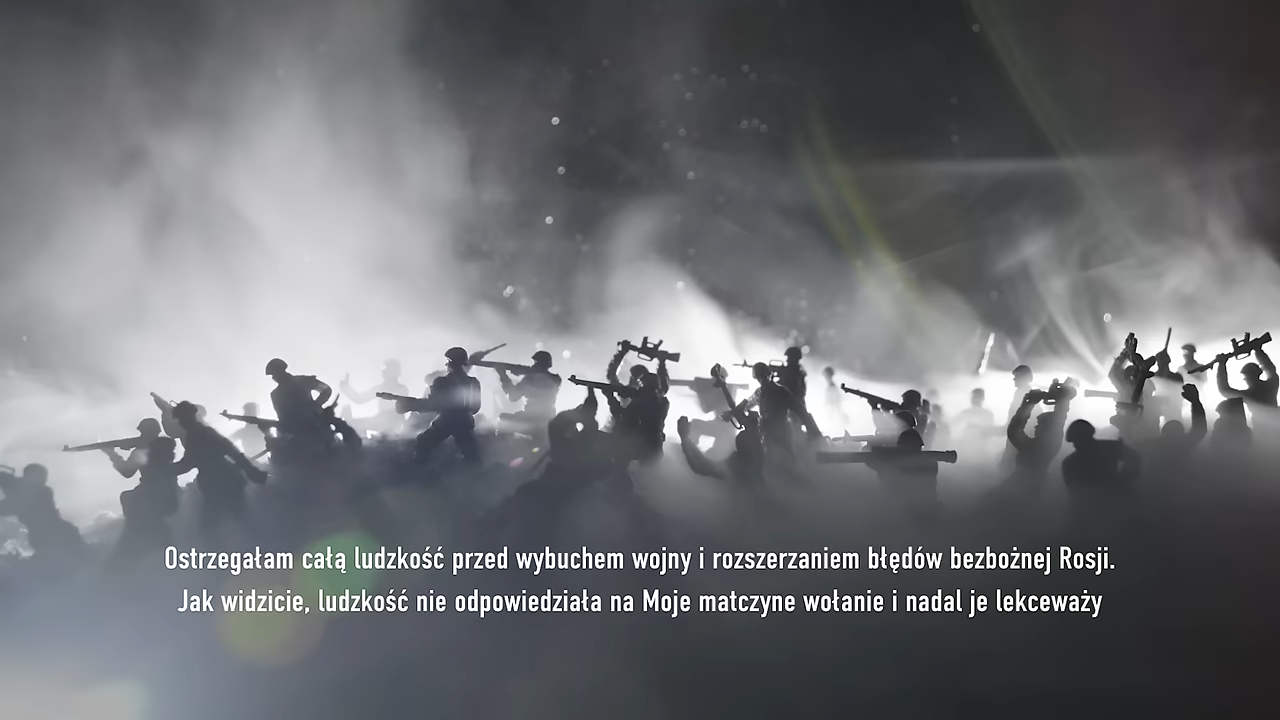 Ostrzegałam całą ludzkość przed wybuchem wojny i rozszerzaniem błędów bezbożnej Rosji.
Jak widzicie, ludzkość nie odpowiedziała na Moje matczyne wołanie i nadal je lekceważy